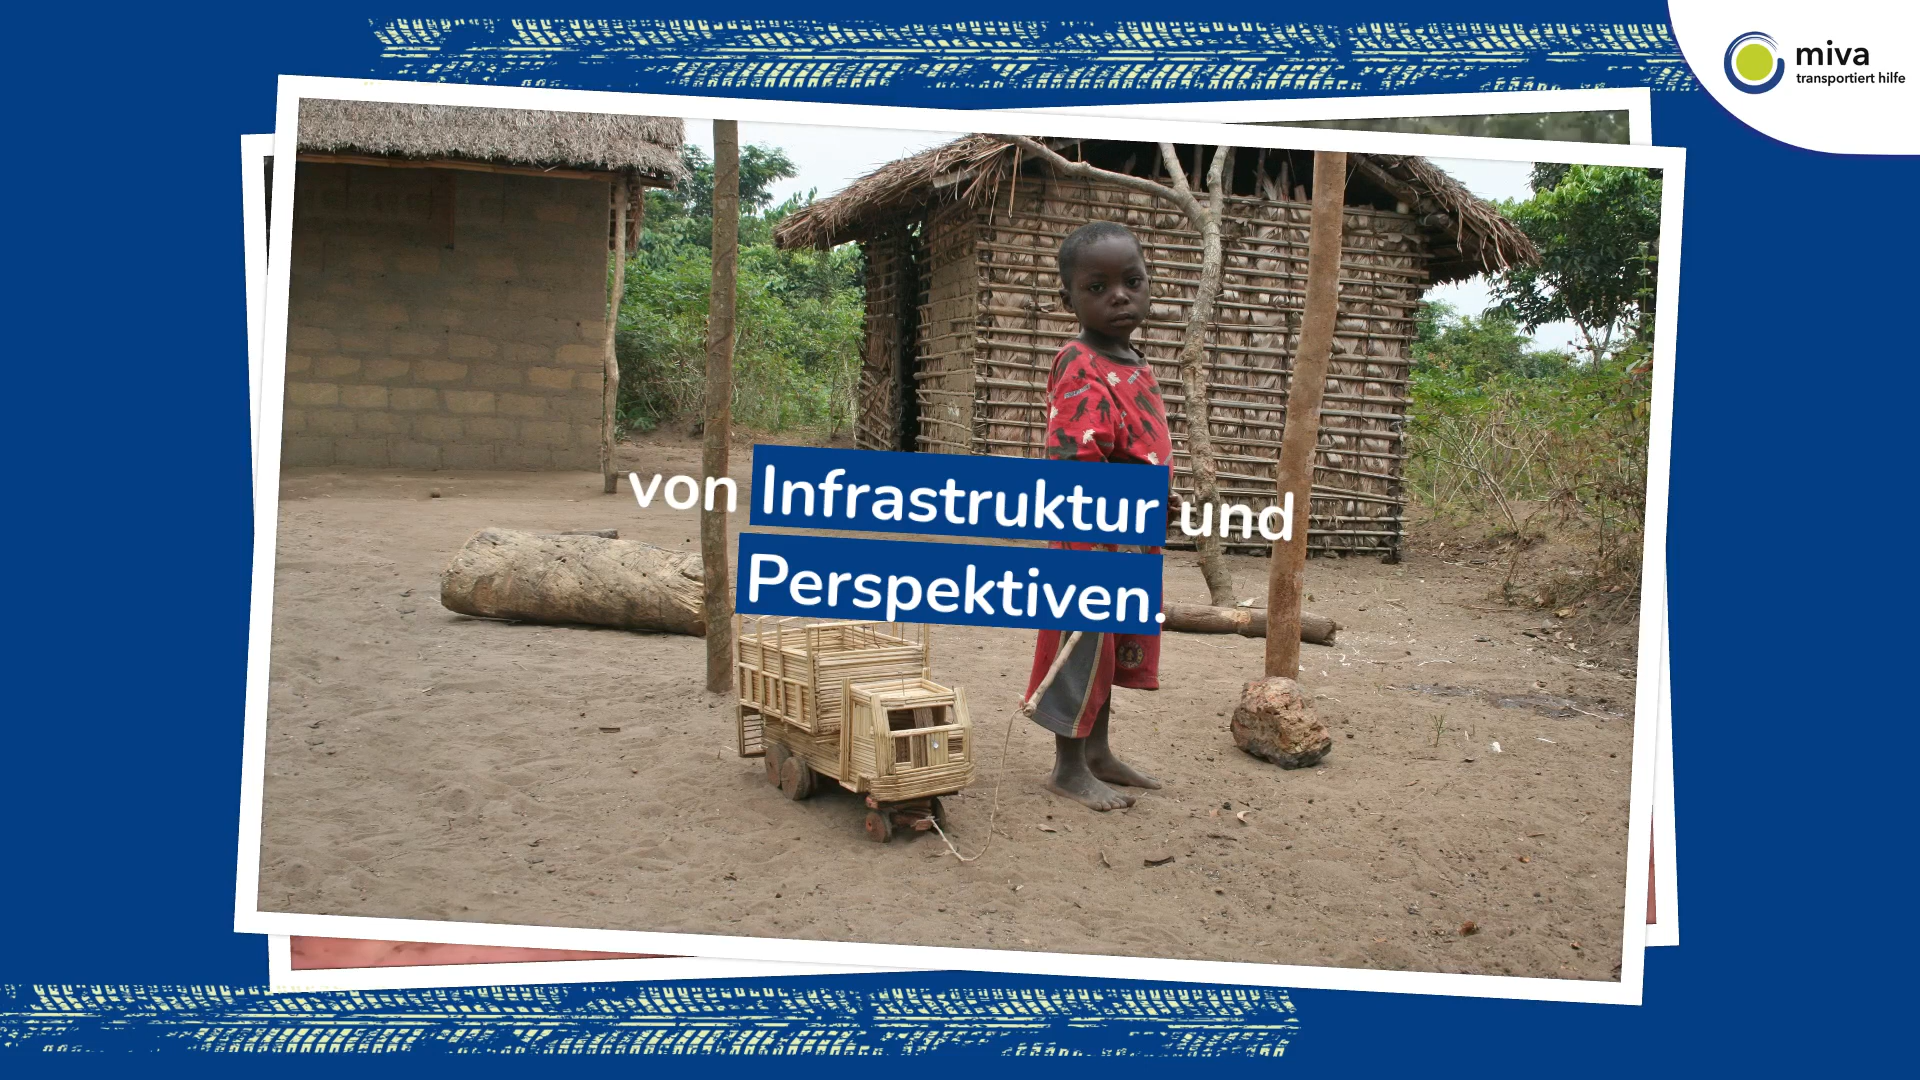 miva
transportiert hilfe
von Infrastruktur und
Perspektiven.